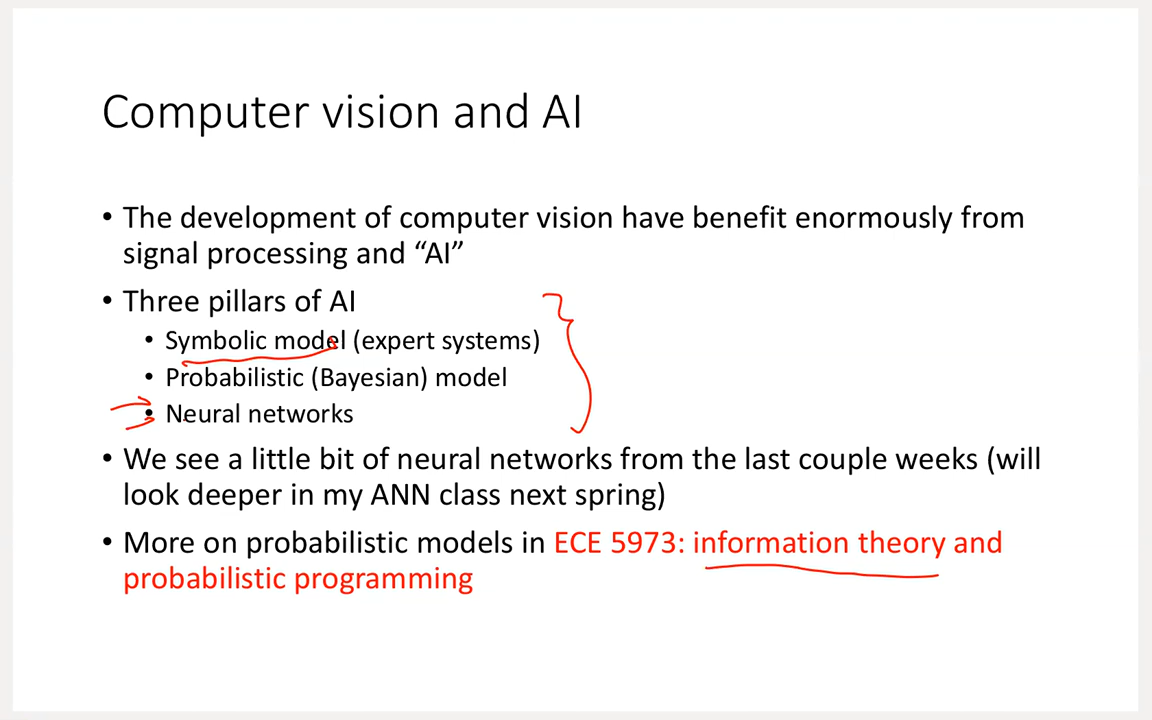 Computer vision and AI
• The development of computer vision have benefit enormously from
signal processing and “AI”
• Three pillars of AI
• Symbolic model (expert systems)
• Probabilistic (Bayesian) model
• Neural networks
• We see a little bit of neural networks from the last couple weeks (will
look deeper in my ANN class next spring)
• More on probabilistic models in ECE 5973: information theory and
probabilistic programming